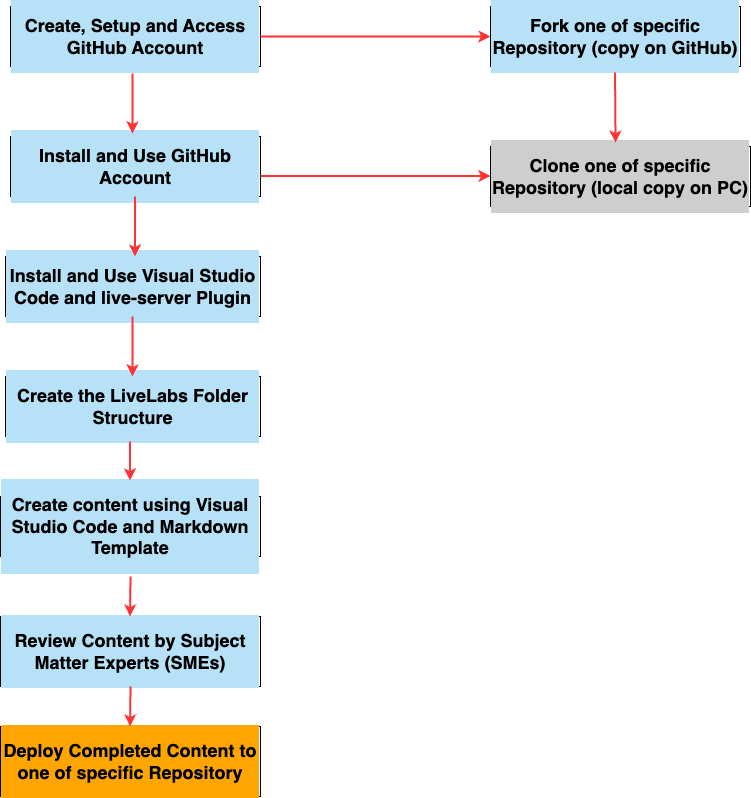 Create, Setup and Access
GitHub Account
Fork one of specific
Repository (copy on GitHub)
Install and Use GitHub
Account
Clone one of specific
Repository (local copy on PC)
Install and Use Visual Studio
Code and live-server Plugin
Create the LiveLabs Folder
Structure
Create content using Visual
Studio Code and Markdown
Template
Review Content by Subject
Matter Experts (SMEs)
Deploy Completed Content to
one of specific Repository